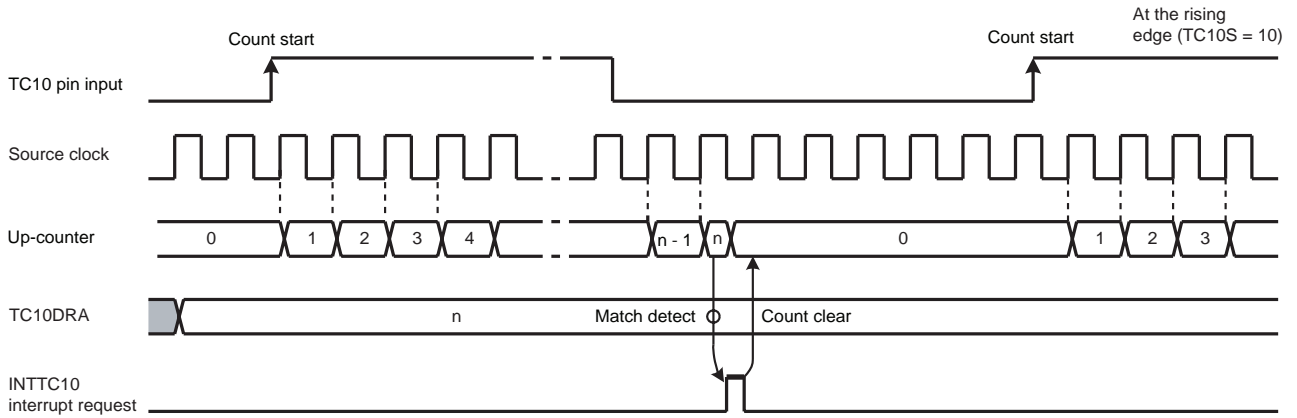 At the rising
edge (TC10S = 10)
Count start
Count start
TC10 pin input
Source clock
Up-counter
0 1 2 3 4 n - 1 n 0 1 2 3
TC10DRA
n
Match detect
Count clear
INTTC10
interrupt request